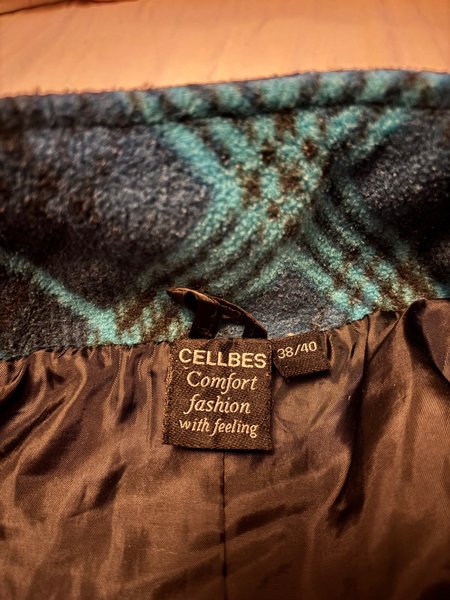 CELLBES
Comfort
fashion
with feeling
38/40